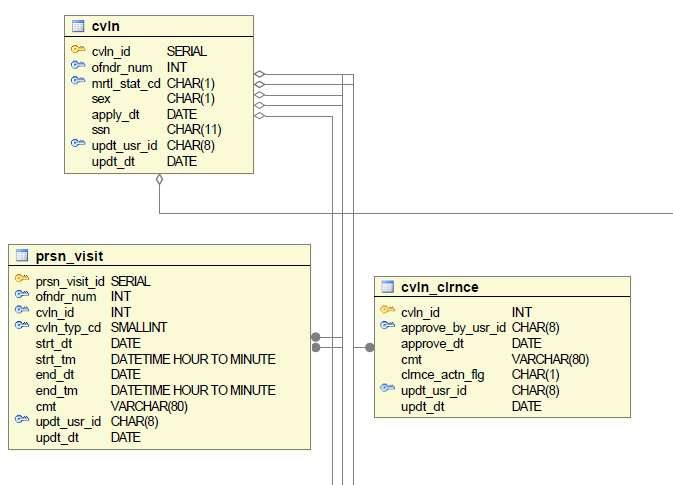 cvln
cvln_id SERIAL
ofndr_num INT
mrtl_stat_cd CHAR(1)
sex CHAR(1)
apply_dt DATE
ssn CHAR(11)
updt_usr_id CHAR(8)
updt_dt DATE
prsn_visit
prsn_visit_id SERIAL
ofndr_num INT
cvln_id INT
cvln_typ_cd SMALLINT
strt_dt DATE
strt_tm DATETIME HOUR TO MINUTE
end_dt DATE
end_tm DATETIME HOUR TO MINUTE
cmt VARCHAR(80)
updt_usr_id CHAR(8)
updt_dt DATE
cvln_clrnce
cvln_id INT
approve_by_usr_id CHAR(8)
approve_dt DATE
cmt VARCHAR(80)
clrnce_actn_flg CHAR(1)
updt_usr_id CHAR(8)
updt_dt DATE